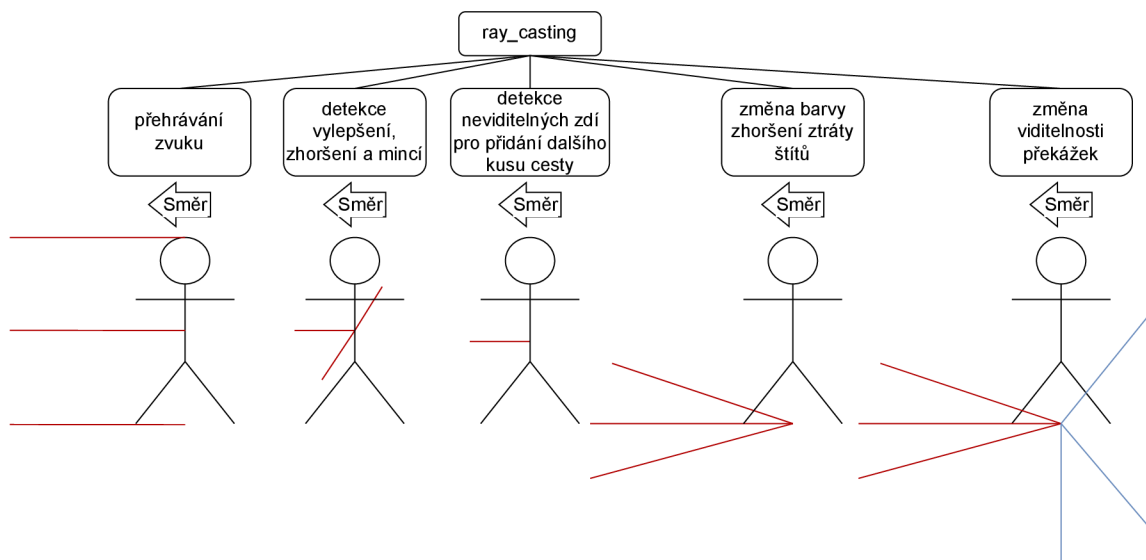 ray_casting
přehrávání
zvuku
detekce
vylepšení,
zhoršení a mincí
detekce
neviditelných zdí
pro přidání dalšího
kusu cesty
změna barvy
zhoršení ztráty
štítů
změna
viditelnosti
překážek
Směr
Směr
Směr
Směr
Směr